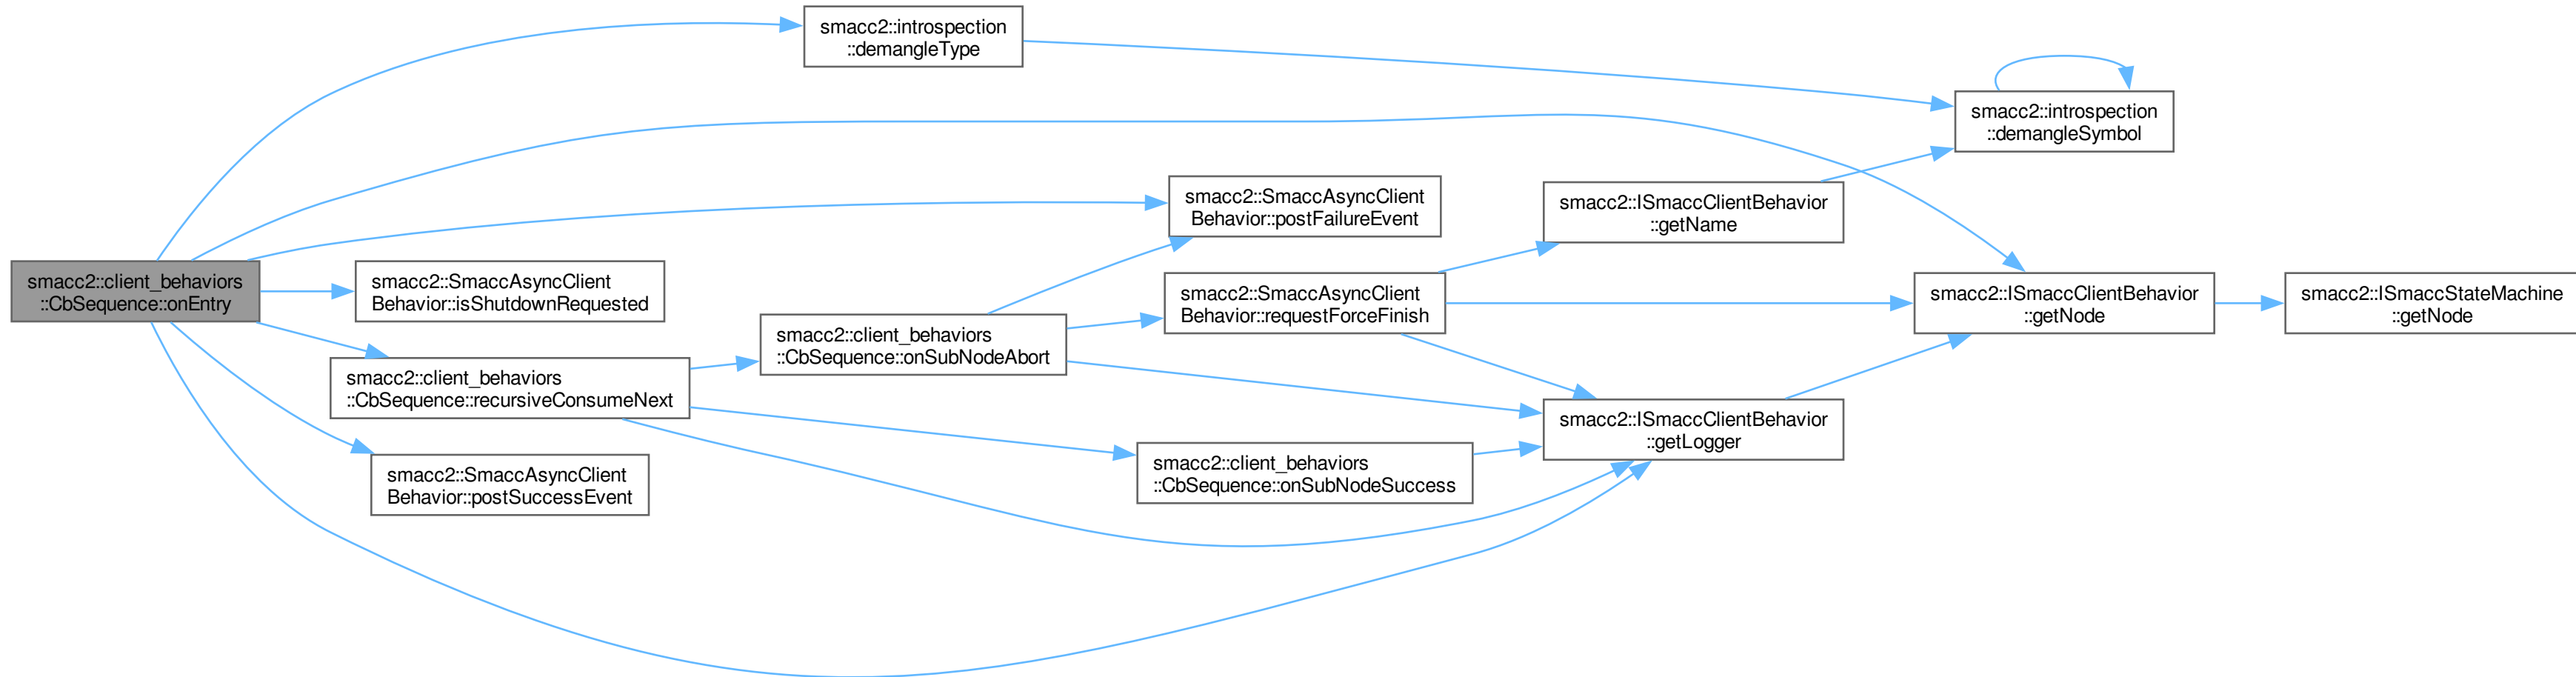 smacc2::introspection
::demangleType
smacc2::introspection
::demangleSymbol
smacc2::SmaccAsyncClient
Behavior::postFailureEvent
smacc2::ISmaccClientBehavior
::getName
smacc2::client_behaviors
::CbSequence::onEntry
smacc2::SmaccAsyncClient
Behavior::isShutdownRequested
smacc2::SmaccAsyncClient
Behavior::requestForceFinish
smacc2::ISmaccClientBehavior
::getNode
smacc2::ISmaccStateMachine
::getNode
smacc2::client_behaviors
::CbSequence::onSubNodeAbort
smacc2::client_behaviors
::CbSequence::recursiveConsumeNext
smacc2::ISmaccClientBehavior
::getLogger
smacc2::client_behaviors
::CbSequence::onSubNodeSuccess
smacc2::SmaccAsyncClient
Behavior::postSuccessEvent